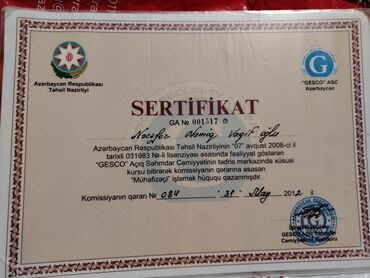 Azərbaycan Respublikası
Təhsil Nazirliyi
G
"GESCO" ASC
Azərbaycan
SERTİFİKAT
GA № 001517
Nəcəfov Namiq Vaqif oğlu
Azərbaycan Respublikası Təhsil Nazirliyinin "07" avqust 2008-ci il
tarixli 031983 №-li lisenziyası əsasında fəaliyyət göstərən
"GESCO" Açıq Səhmdar Cəmiyyətinin tədris mərkəzində xüsusi
kursu bitirərək komissiyanın qərarına əsasən
"Mühafizəçi" işləmək hüququ qazanmışdır.
Komissiyanın qərarı № 084 31 May 2012 il